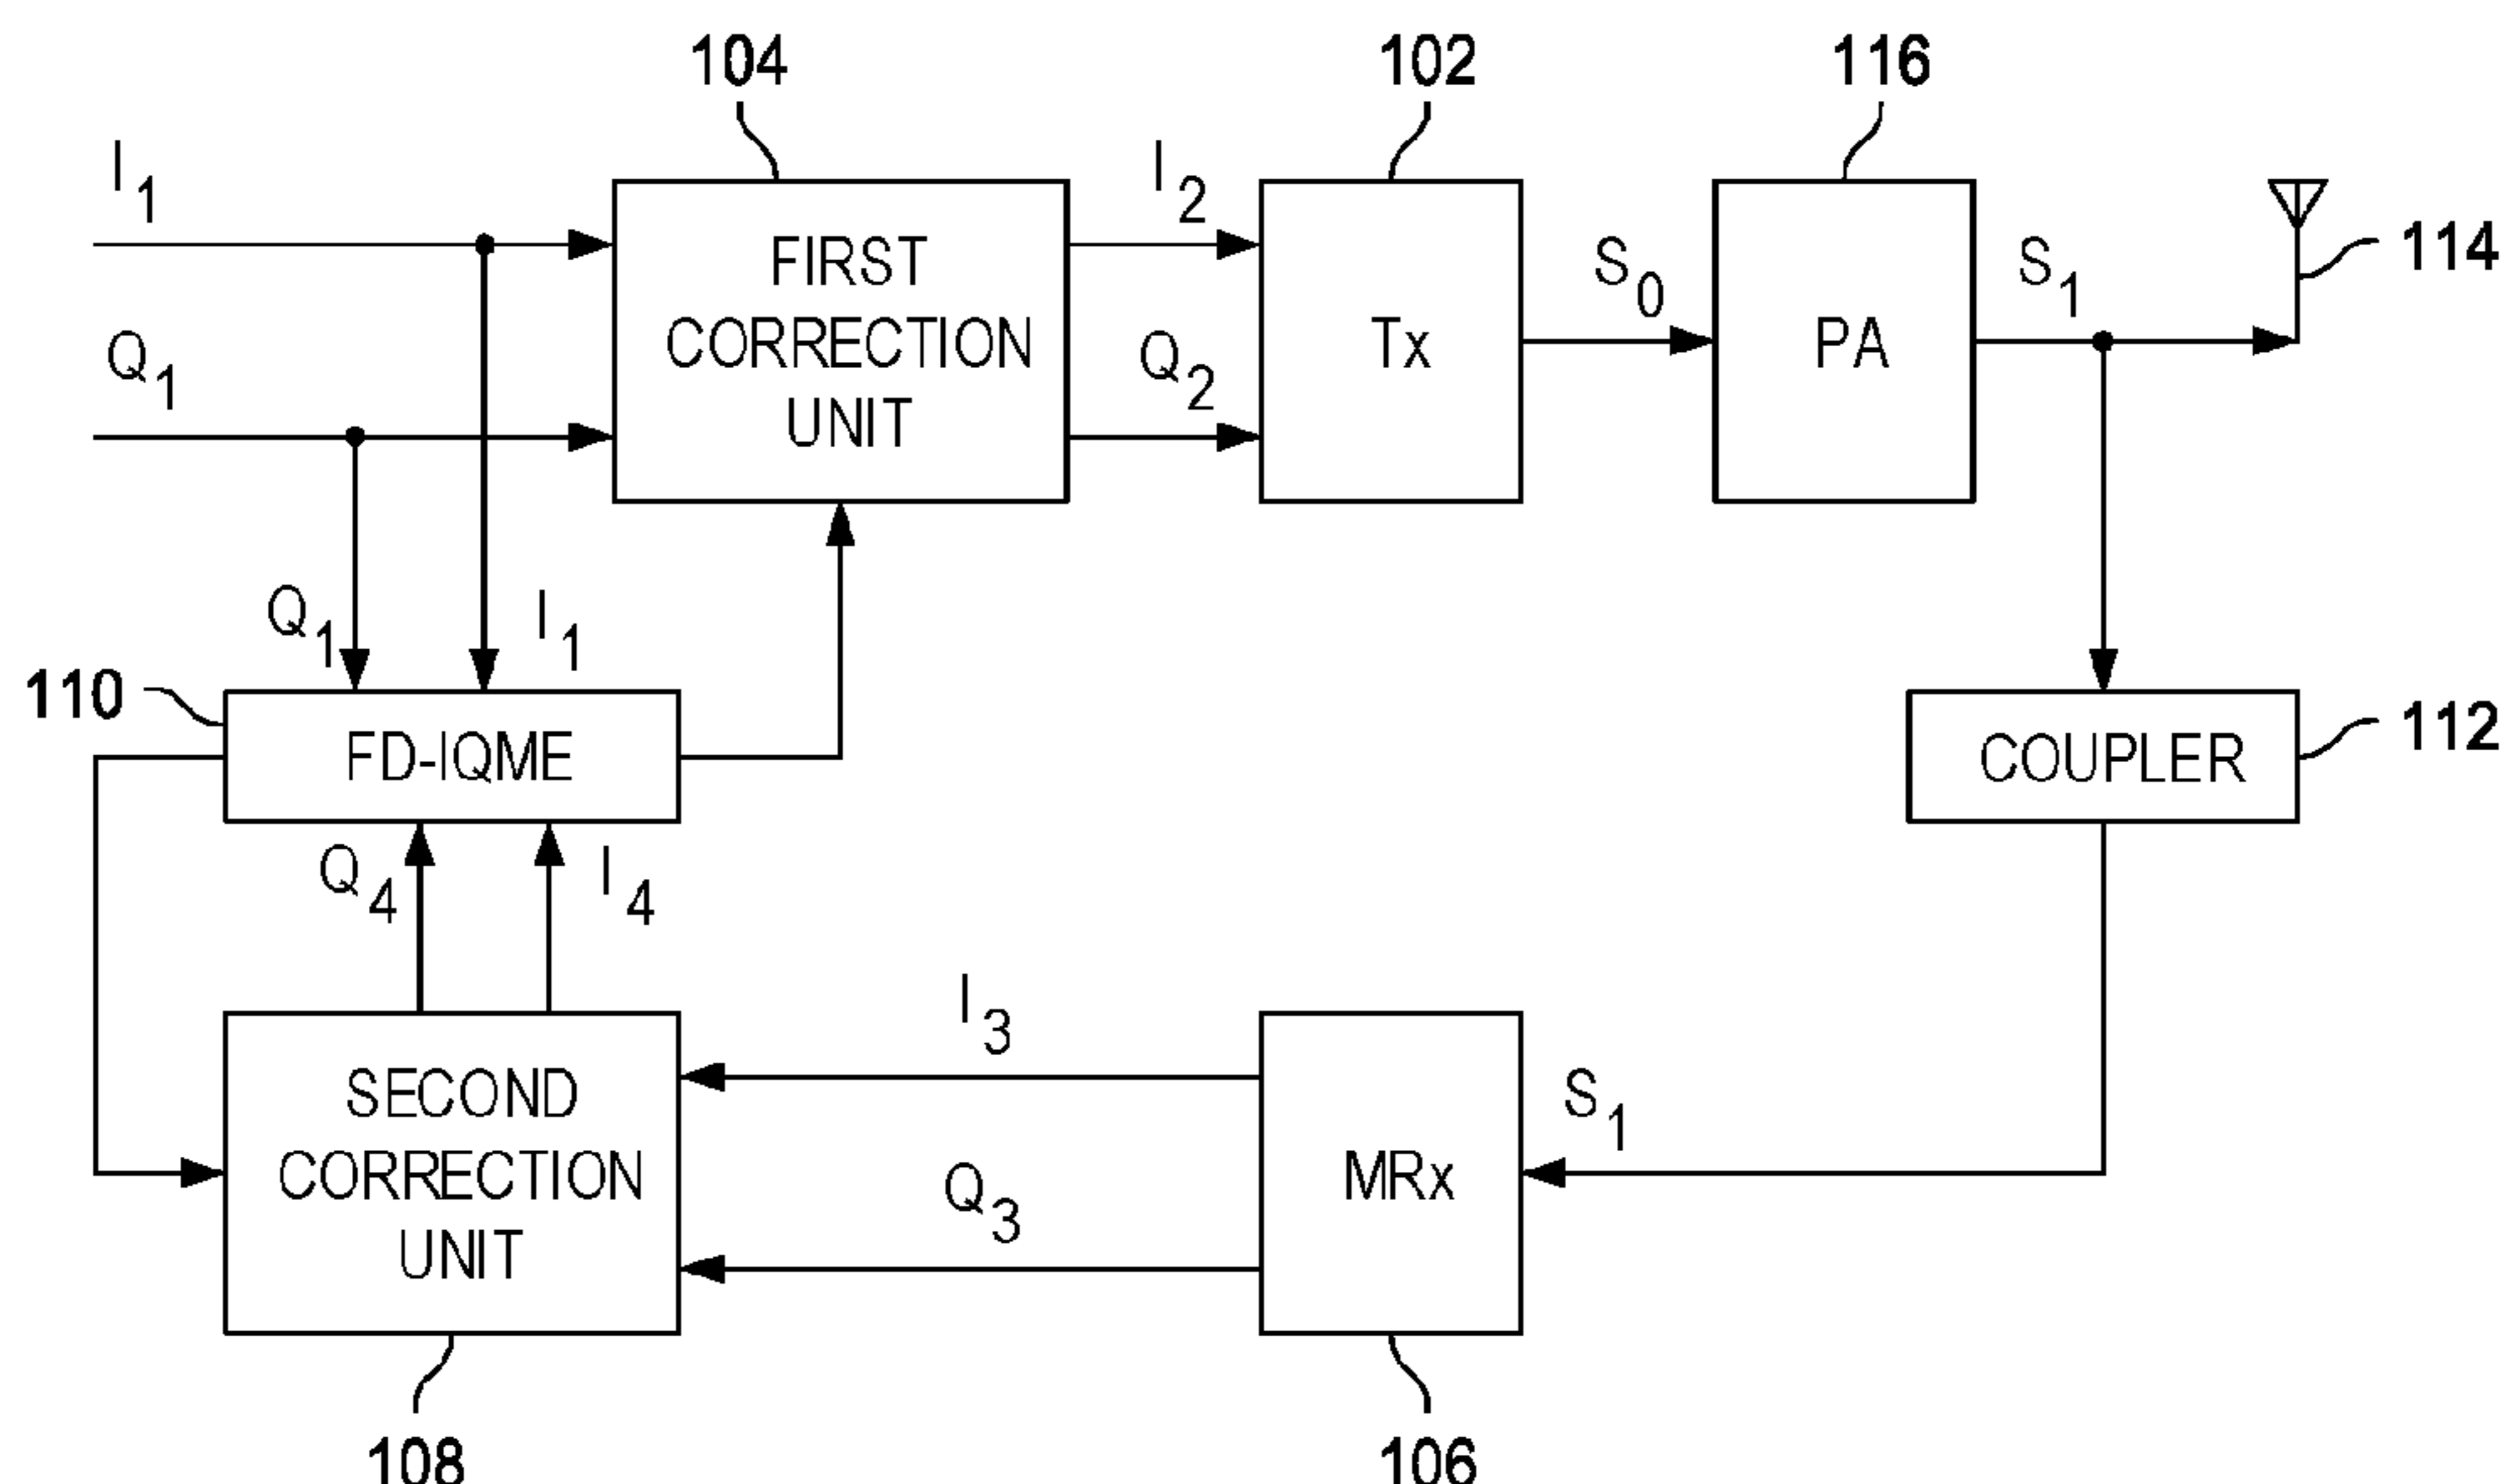 104
102
116
I1
I2
FIRST
CORRECTION
UNIT
Tx
S0
PA
S1
114
Q1
Q2
Q1
I1
110
FD-IQME
COUPLER
112
Q4
I4
I3
SECOND
CORRECTION
UNIT
Q3
MRx
S1
108
106